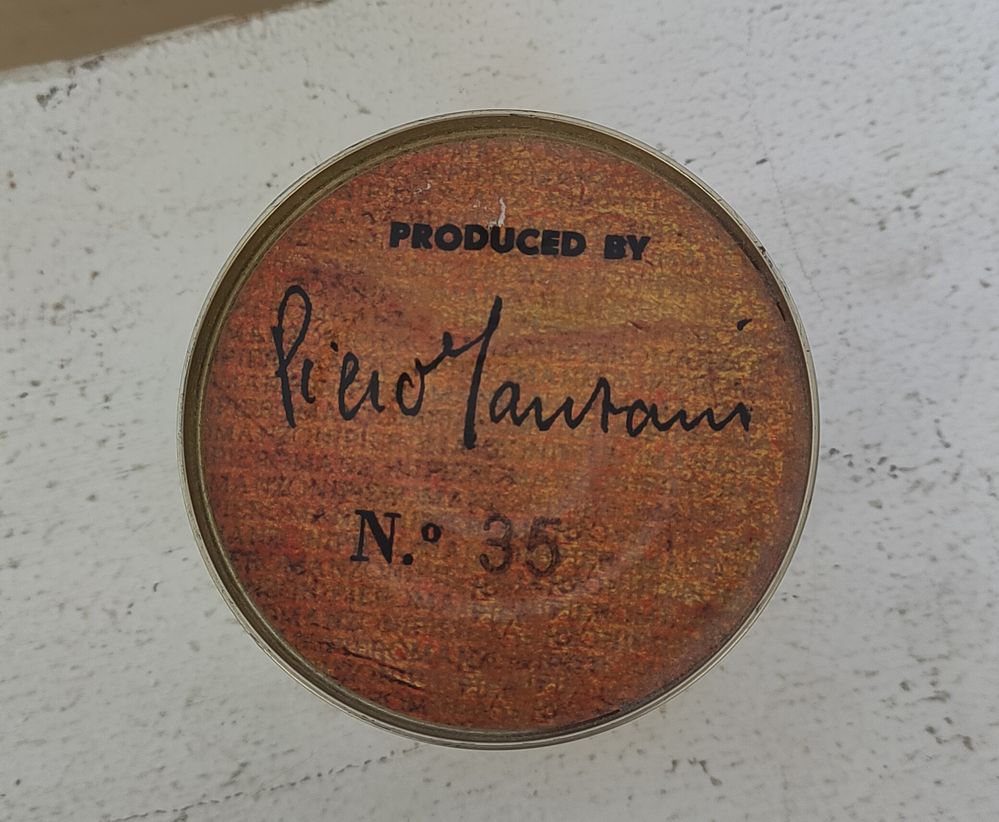 PRODUCED BY
Piero Manzoni
N.º 35